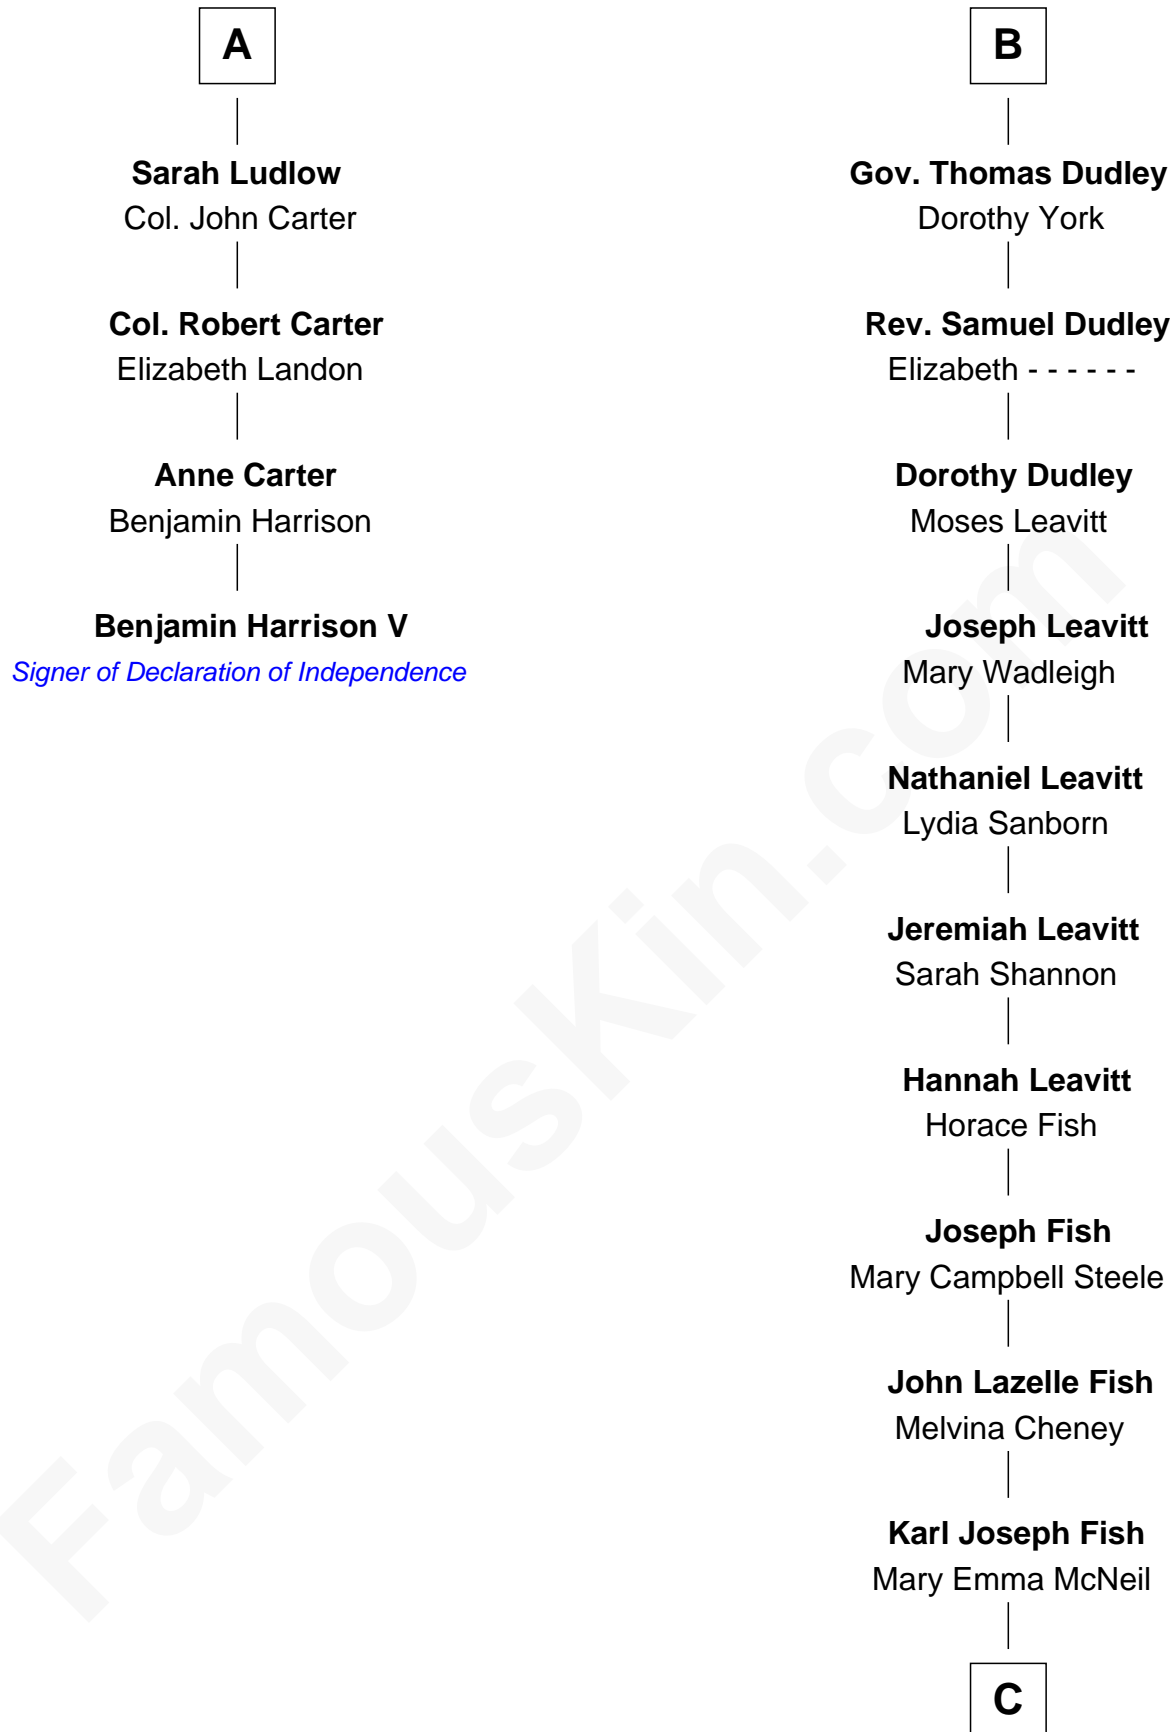 A
Sarah Ludlow
Col. John Carter
Col. Robert Carter
Elizabeth Landon
Anne Carter
Benjamin Harrison
Benjamin Harrison V
Signer of Declaration of Independence
B
Gov. Thomas Dudley
Dorothy York
Rev. Samuel Dudley
Elizabeth - - - - - -
Dorothy Dudley
Moses Leavitt
Joseph Leavitt
Mary Wadleigh
Nathaniel Leavitt
Lydia Sanborn
Jeremiah Leavitt
Sarah Shannon
Hannah Leavitt
Horace Fish
Joseph Fish
Mary Campbell Steele
John Lazelle Fish
Melvina Cheney
Karl Joseph Fish
Mary Emma McNeil
C
FamousKin.com